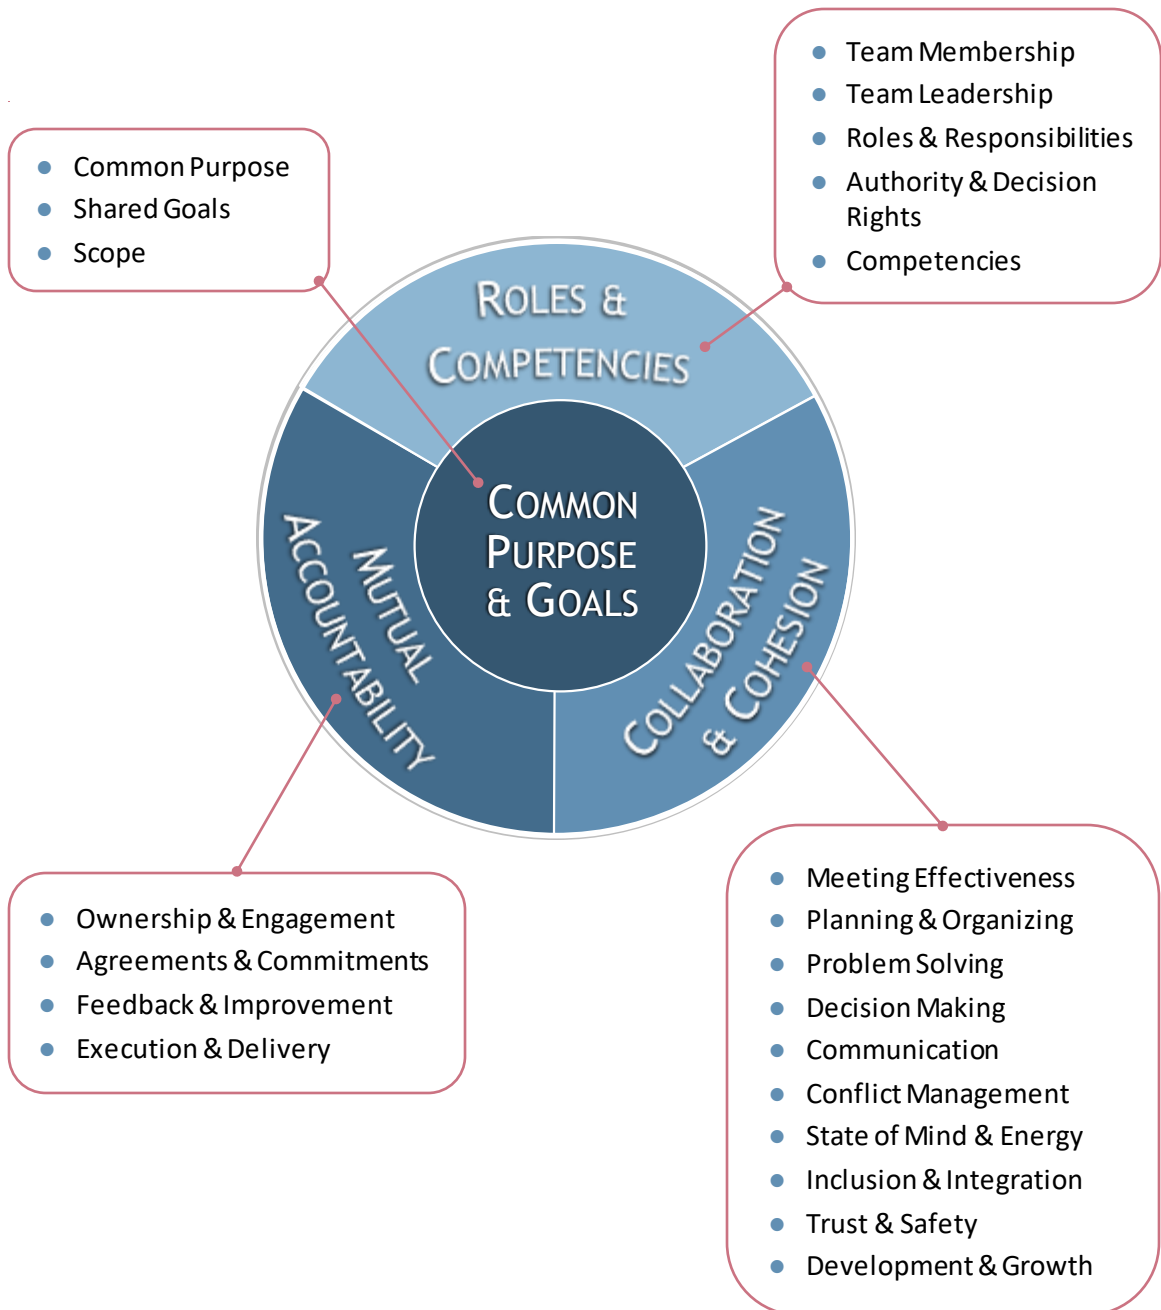 Team Membership
Team Leadership
Roles & Responsibilities
Authority & Decision
Rights
Competencies
Common Purpose
Shared Goals
Scope
ROLES &
COMPETENCIES
COMMON
PURPOSE
& GOALS
MUTUAL
ACCOUNTABILITY
COLLABORATION
& COHESION
Ownership & Engagement
Agreements & Commitments
Feedback & Improvement
Execution & Delivery
Meeting Effectiveness
Planning & Organizing
Problem Solving
Decision Making
Communication
Conflict Management
State of Mind & Energy
Inclusion & Integration
Trust & Safety
Development & Growth